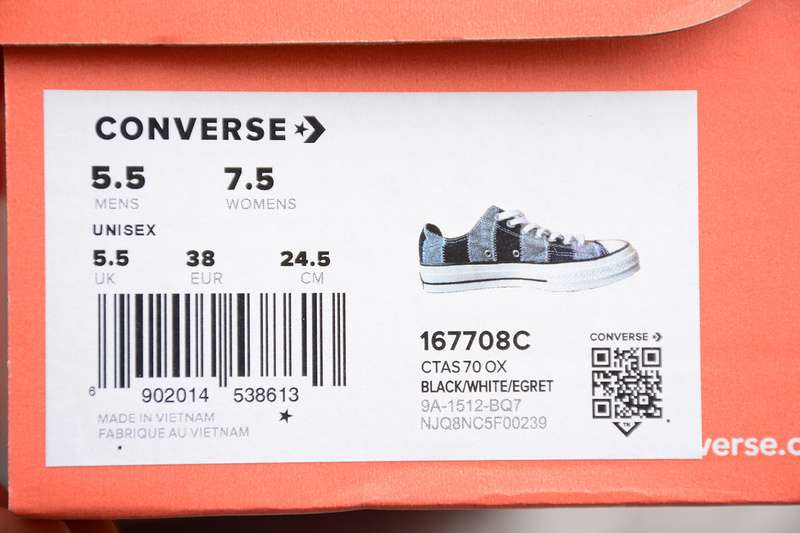 CONVERSE
5.5 7.5
MENS WOMENS
UNISEX
5.5 38 24.5
UK EUR CM
6 902014 538613
MADE IN VIETNAM
FABRIQUE AU VIETNAM
167708C
CTAS 70 OX
BLACK/WHITE/EGRET
9A-1512-BQ7
NJQ8NC5F00239
CONVERSE
TM
verse.c